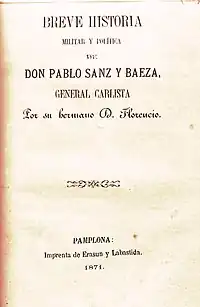 BREVE HISTORIA
MILITAR Y POLÍTICA
DE
DON PABLO SANZ Y BAEZA,
GENERAL CARLISTA
Por su hermano D. Florencio.
PAMPLONA:
Imprenta de Erasun y Labastida.
1871.